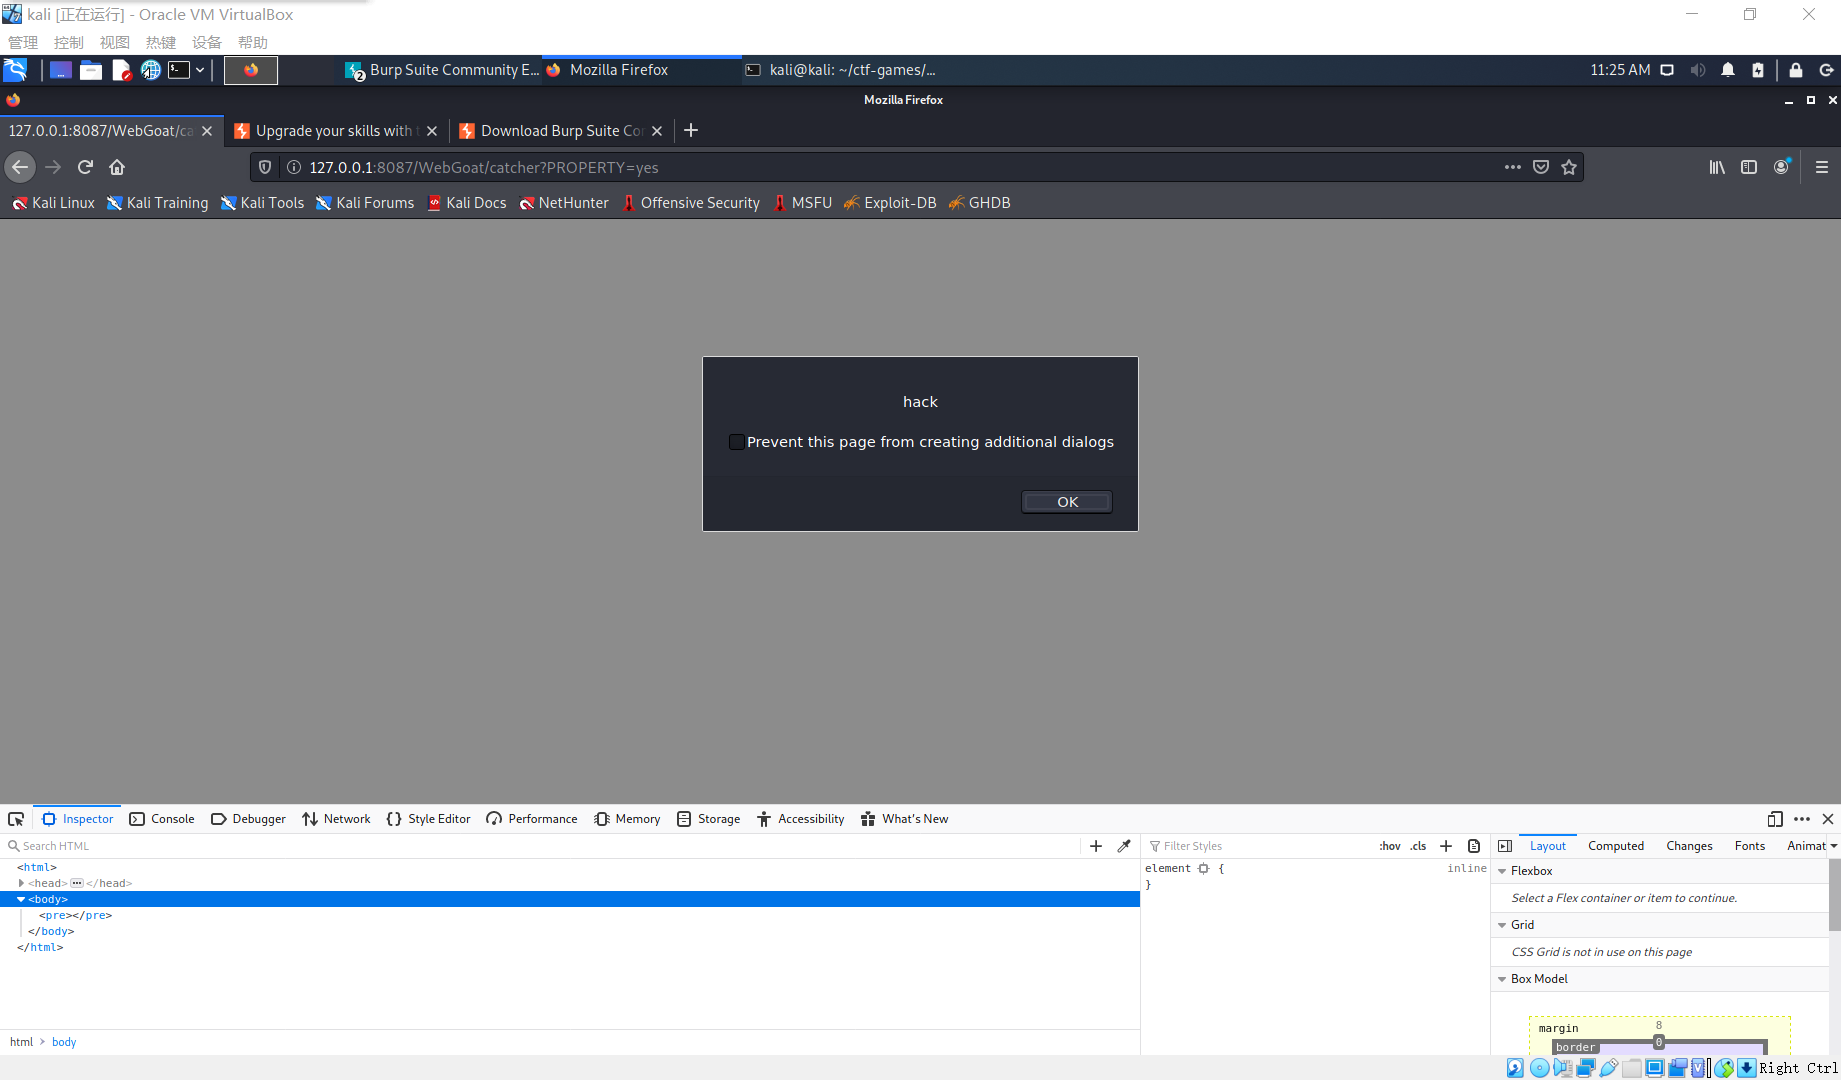 kali [正在运行] - Oracle VM VirtualBox
管理 控制 视图 热键 设备 帮助
2 Burp Suite Community E... Mozilla Firefox kali@kali: ~/ctf-games/... 11:25 AM
Mozilla Firefox
127.0.0.1:8087/WebGoat/ca Upgrade your skills with Download Burp Suite Co
127.0.0.1:8087/WebGoat/catcher?PROPERTY=yes
Kali Linux Kali Training Kali Tools Kali Forums Kali Docs NetHunter Offensive Security MSFU Exploit-DB GHDB
hack
Prevent this page from creating additional dialogs
OK
Inspector Console Debugger Network Style Editor Performance Memory Storage Accessibility What's New
Search HTML Filter Styles :hov .cls Layout Computed Changes Fonts Animat
<html>
<head> </head>
<body>
<pre></pre>
</body>
</html>
element { inline
}
Flexbox
Select a Flex container or item to continue.
Grid
CSS Grid is not in use on this page
Box Model
margin 8
border 0
html > body
Right Ctrl